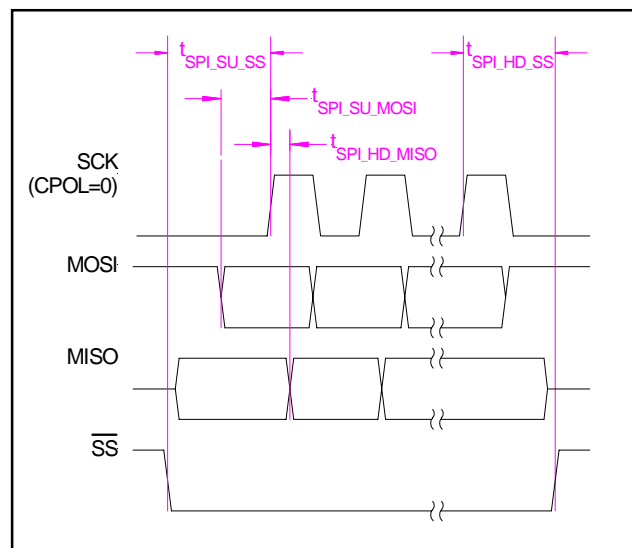 tSPI_SU_SS
tSPI_HD_SS
tSPI_SU_MOSI
tSPI_HD_MISO
SCK
(CPOL=0)
MOSI
MISO
SS